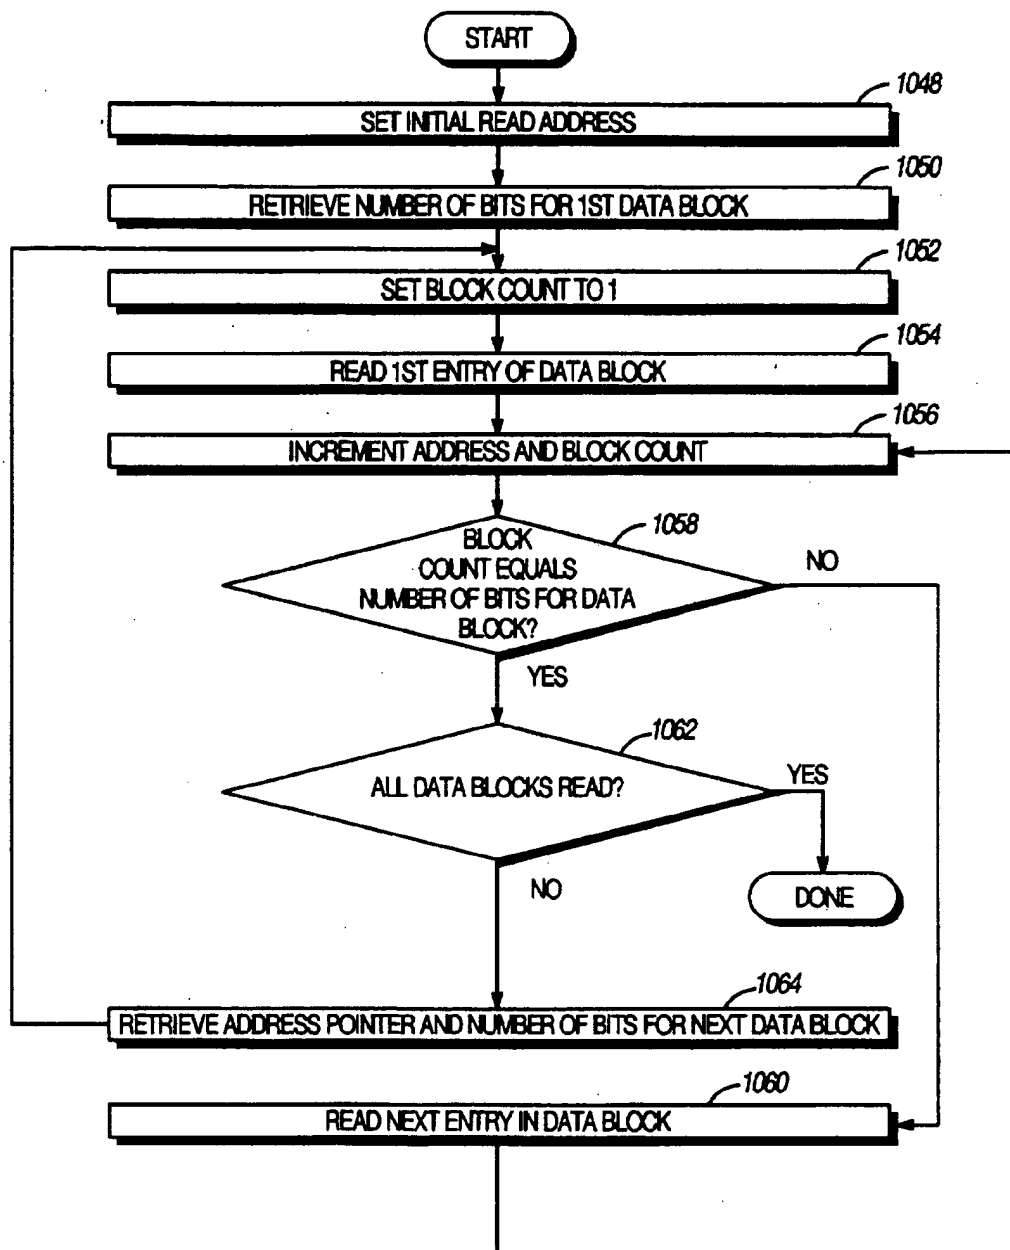 START
1048
SET INITIAL READ ADDRESS
1050
RETRIEVE NUMBER OF BITS FOR 1ST DATA BLOCK
1052
SET BLOCK COUNT TO 1
1054
READ 1ST ENTRY OF DATA BLOCK
1056
INCREMENT ADDRESS AND BLOCK COUNT
1058
BLOCK
COUNT EQUALS
NUMBER OF BITS FOR DATA
BLOCK?
NO
YES
1062
ALL DATA BLOCKS READ?
YES
NO
DONE
1064
RETRIEVE ADDRESS POINTER AND NUMBER OF BITS FOR NEXT DATA BLOCK
1060
READ NEXT ENTRY IN DATA BLOCK